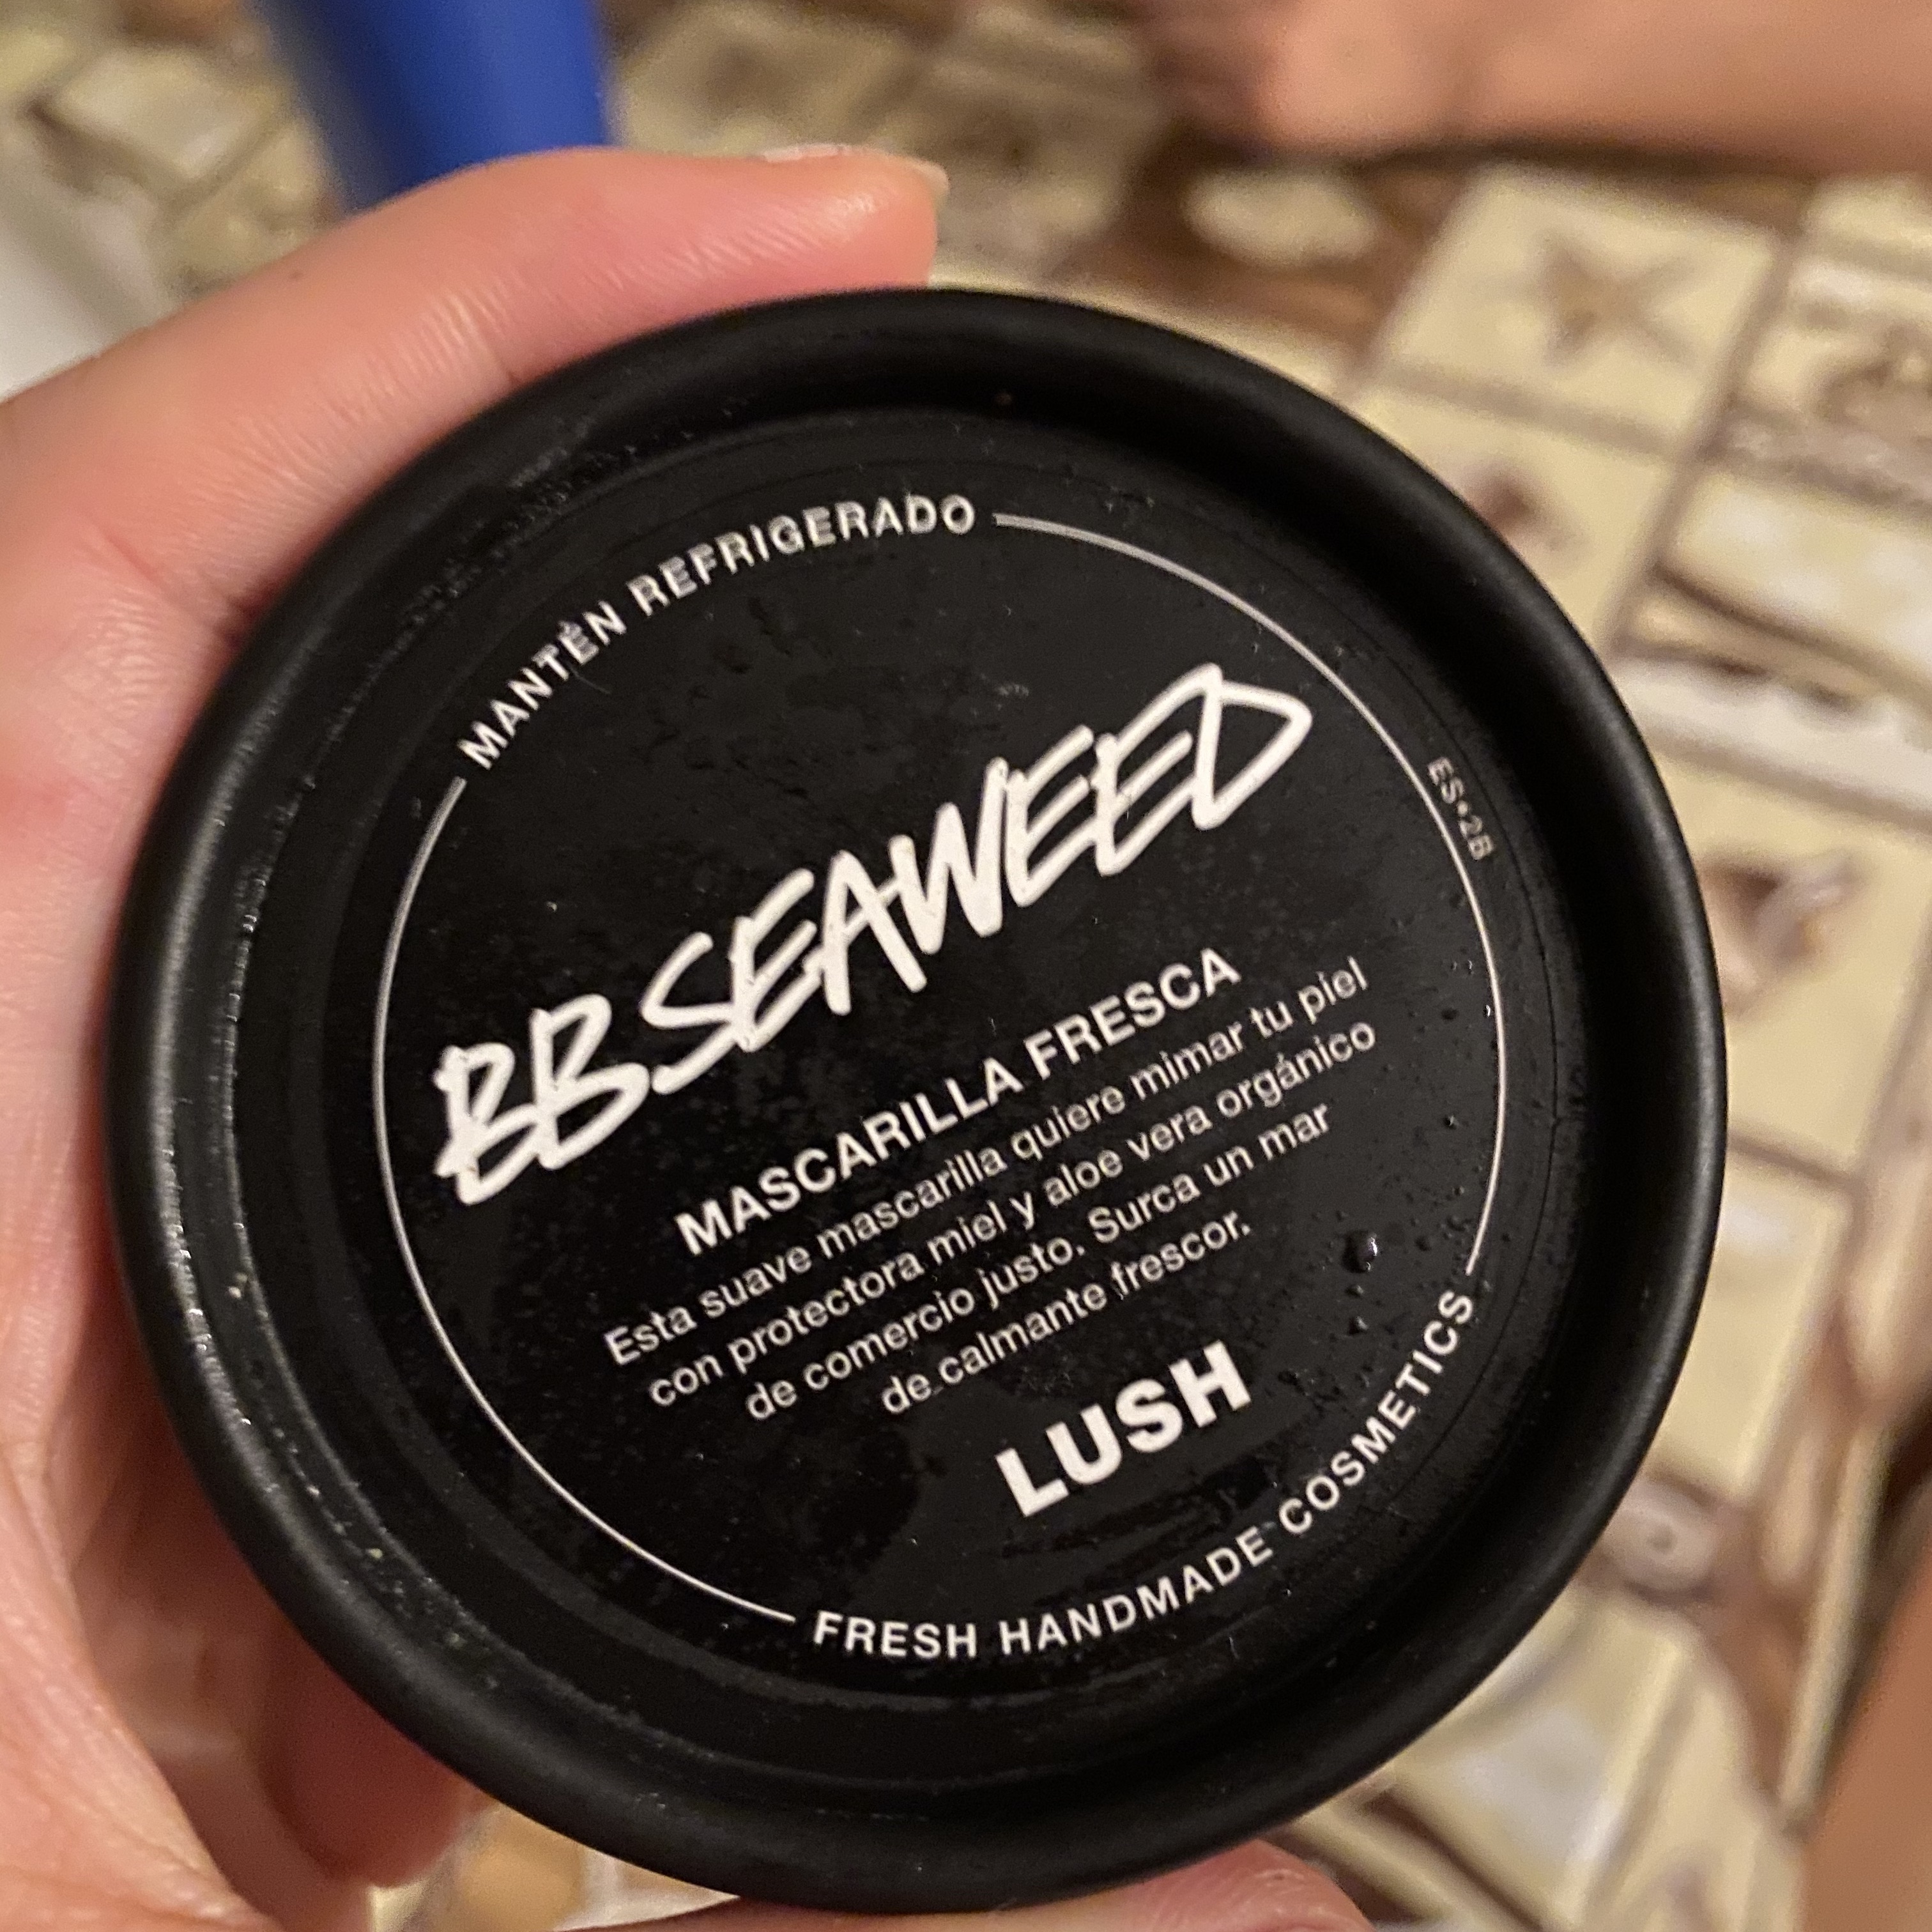 MANTÉN REFRIGERADO
BB SEAWEED
MASCARILLA FRESCA
Esta suave mascarilla quiere mimar tu piel
con protectora miel y aloe vera orgánico
de comercio justo. Surca un mar
de calmante frescor.
LUSH
FRESH HANDMADE COSMETICS
ES•2B